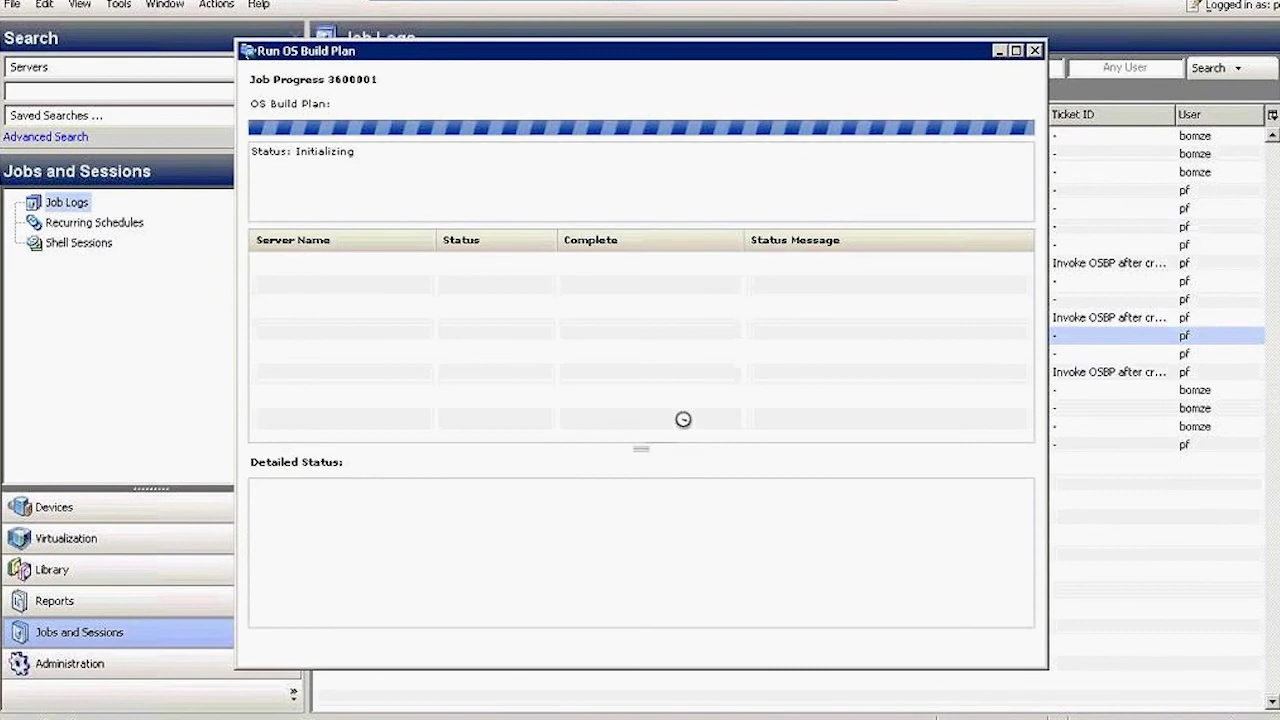 File Edit View Tools Window Actions Help
Logged in as: p
Search
Job Logs
Servers
Any User
Search
Saved Searches ...
Advanced Search
Jobs and Sessions
Job Logs
Recurring Schedules
Shell Sessions
Devices
Virtualization
Library
Reports
Jobs and Sessions
Administration
Run OS Build Plan
Job Progress 3600001
OS Build Plan:
Status: Initializing
Server Name Status Complete Status Message
Detailed Status:
Ticket ID User
- bomze
- bomze
- bomze
- pf
- pf
- pf
- pf
Invoke OSBP after cr... pf
- pf
- pf
Invoke OSBP after cr... pf
- pf
- pf
Invoke OSBP after cr... pf
- bomze
- bomze
- bomze
- pf